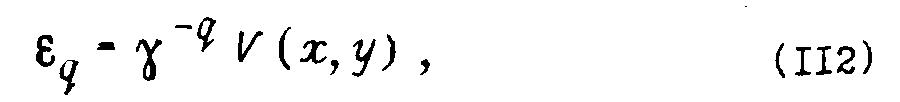 ε_q = γ^{-q} V(x, y), (II2)